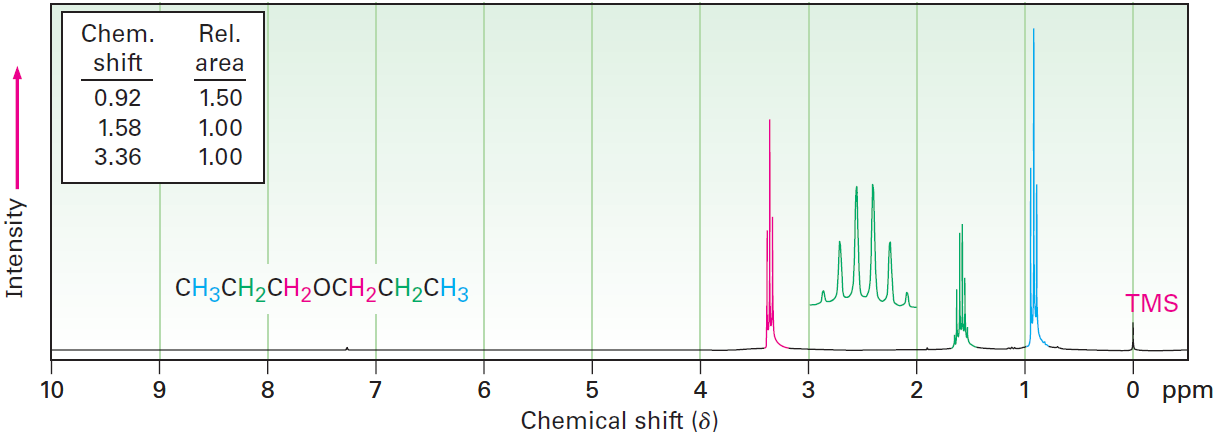 Chem. shift Rel. area
0.92 1.50
1.58 1.00
3.36 1.00
Intensity
CH₃CH₂CH₂OCH₂CH₂CH₃
TMS
10 9 8 7 6 5 4 3 2 1 0 ppm
Chemical shift (δ)